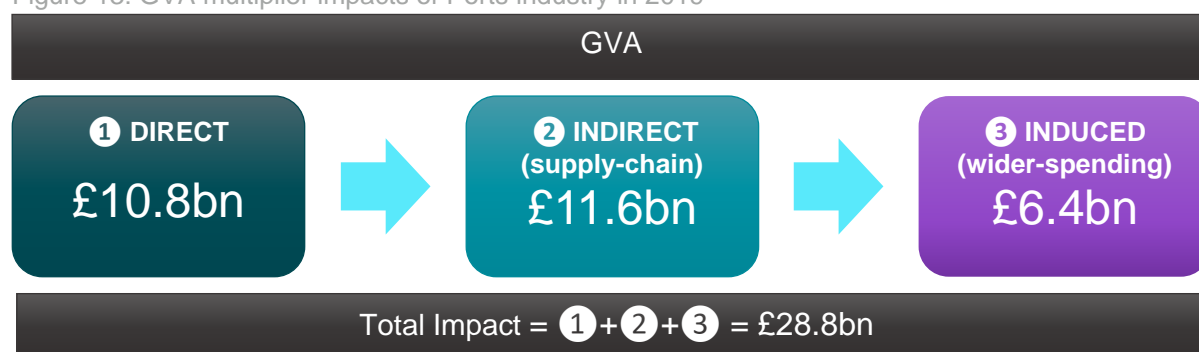 GVA
❶ DIRECT
£10.8bn
❷ INDIRECT
(supply-chain)
£11.6bn
❸ INDUCED
(wider-spending)
£6.4bn
Total Impact = ❶+❷+❸ = £28.8bn